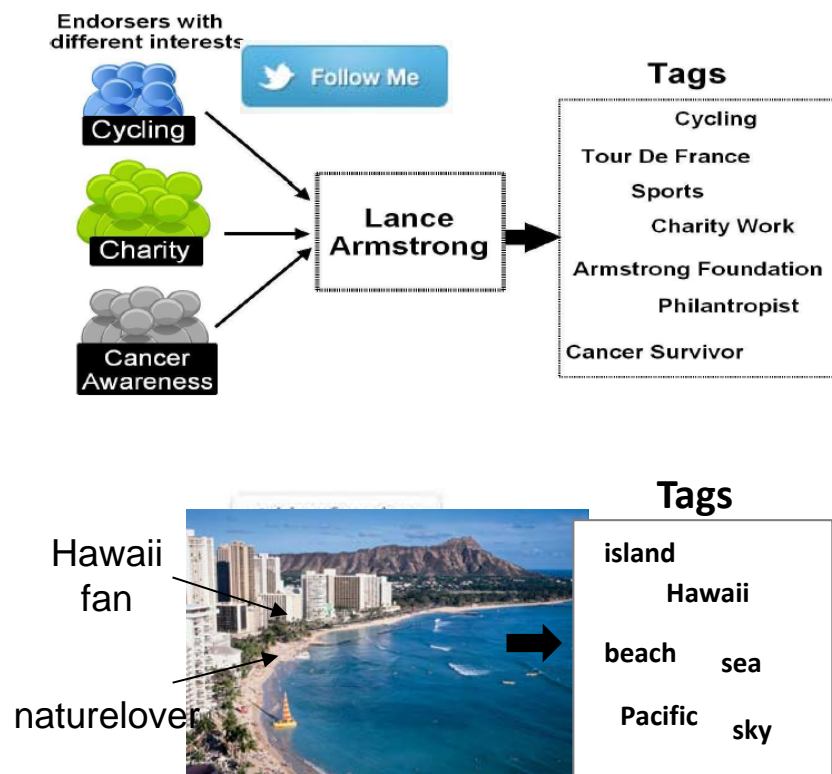 Endorsers with
different interests
Follow Me
Cycling
Charity
Cancer
Awareness
Lance
Armstrong
Tags
Cycling
Tour De France
Sports
Charity Work
Armstrong Foundation
Philantropist
Cancer Survivor
Hawaii
fan
naturelover
Tags
island
Hawaii
beach
sea
Pacific
sky